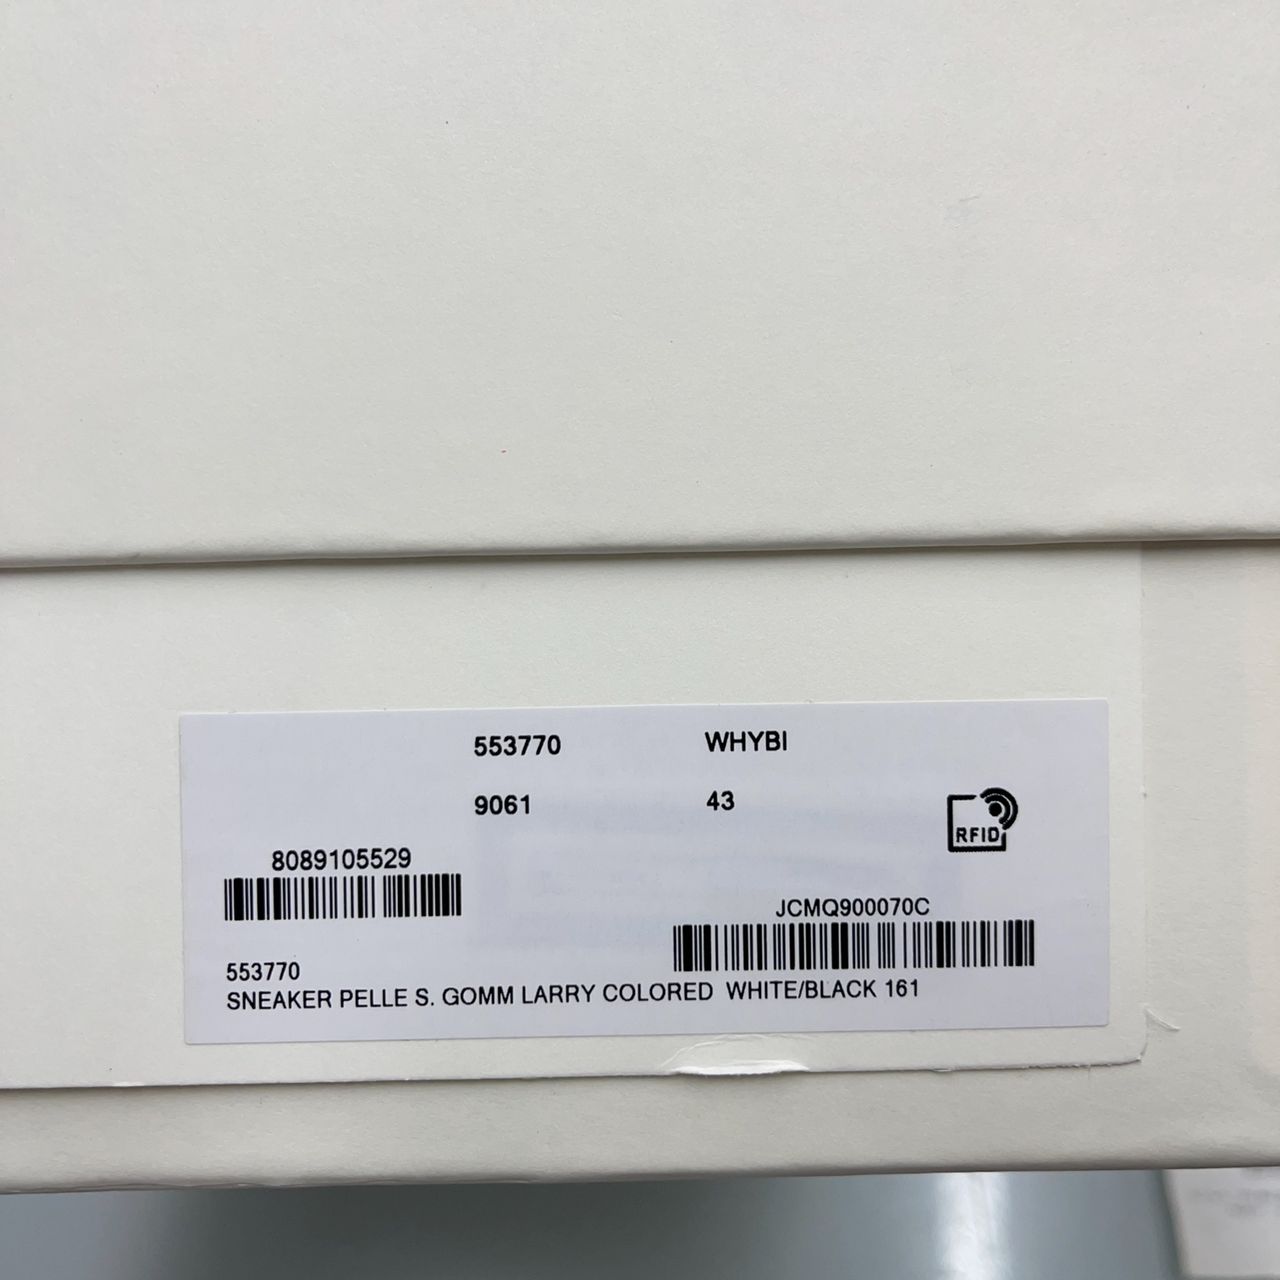 553770 WHYBI
9061 43
RFID
8089105529
JCMQ900070C
553770
SNEAKER PELLE S. GOMM LARRY COLORED WHITE/BLACK 161